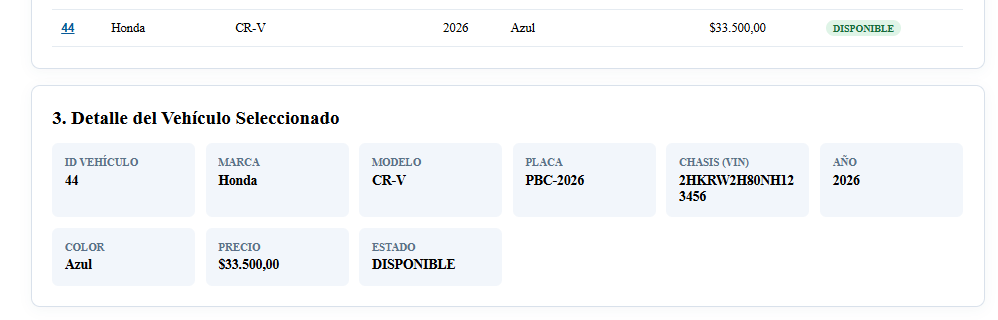 44 Honda CR-V 2026 Azul $33.500,00 DISPONIBLE
3. Detalle del Vehículo Seleccionado
ID VEHÍCULO MARCA MODELO PLACA CHASIS (VIN) AÑO
44 Honda CR-V PBC-2026 2HKRW2H80NH12 2026
3456
COLOR PRECIO ESTADO
Azul $33.500,00 DISPONIBLE